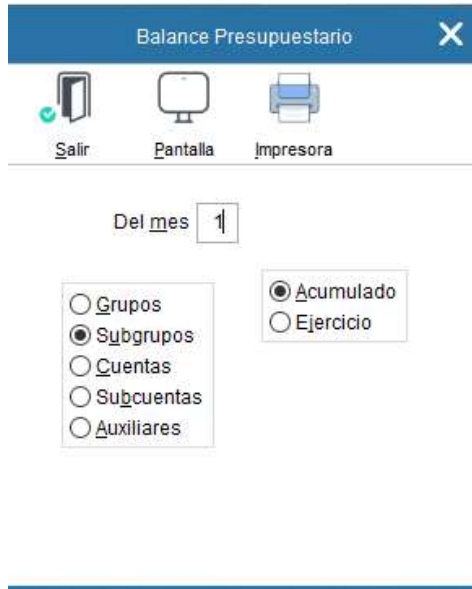 Balance Presupuestario
Salir Pantalla Impresora
Del mes 1
Grupos
Subgrupos
Cuentas
Subcuentas
Auxiliares
Acumulado
Ejercicio